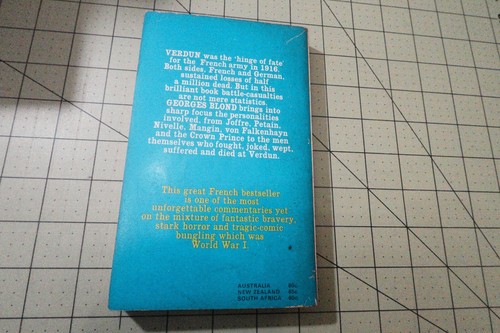 VERDUN was the 'hinge of fate'
for the French army in 1916.
Both sides, French and German,
sustained losses of half
a million dead. But in this
brilliant book battle-casualties
are not mere statistics.
GEORGES BLOND brings into
sharp focus the personalities
involved, from Joffre, Petain,
Nivelle, Mangin, von Falkenhayn
and the Crown Prince to the men
themselves who fought, joked, wept,
suffered and died at Verdun.
This great French bestseller
is one of the most
unforgettable commentaries yet
on the mixture of fantastic bravery,
stark horror and tragic-comic
bungling which was
World War I.
AUSTRALIA
NEW ZEALAND
SOUTH AFRICA